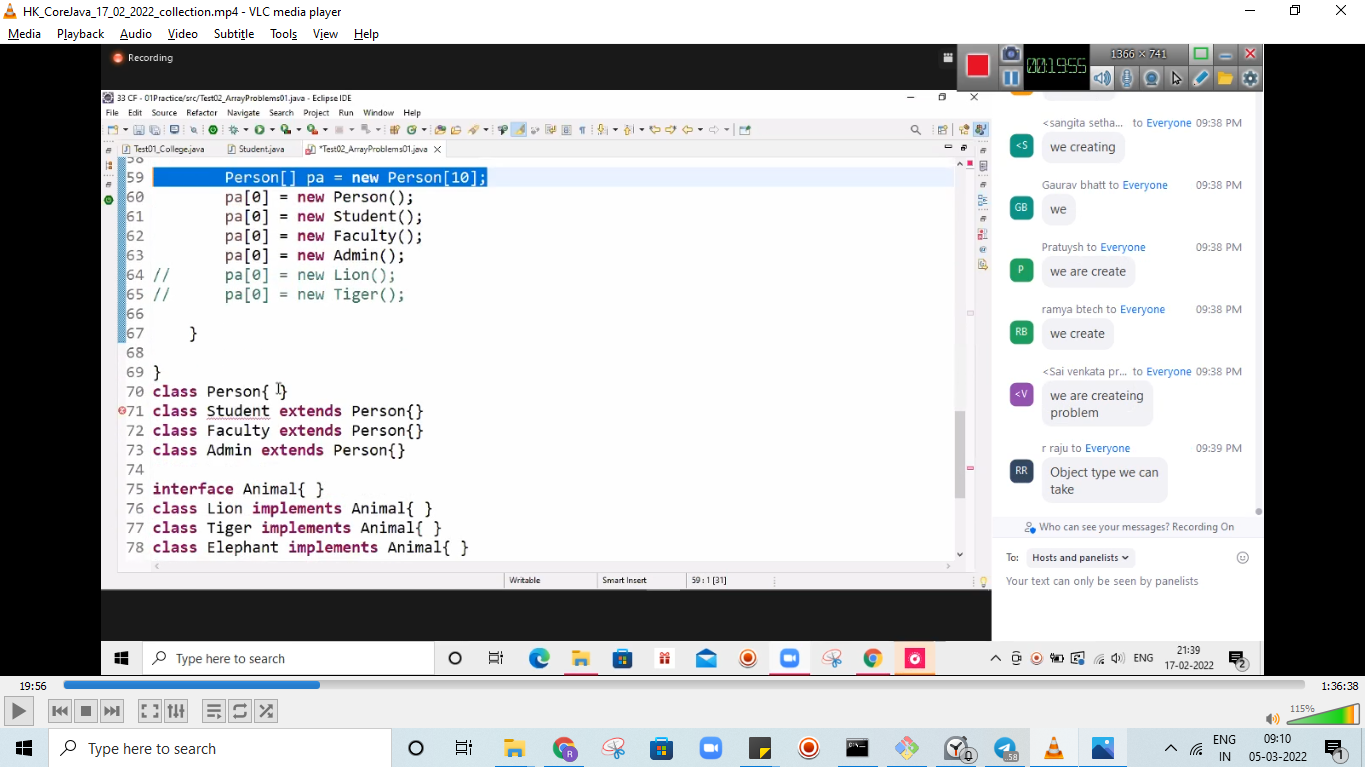 HK_CoreJava_17_02_2022_collection.mp4 - VLC media player
Media Playback Audio Video Subtitle Tools View Help
Recording
00:19:55
1366 × 741
33 CF - 01Practice/src/Test02_ArrayProblems01.java - Eclipse IDE
File Edit Source Refactor Navigate Search Project Run Window Help
Test01_College.java Student.java *Test02_ArrayProblems01.java
58
59 Person[] pa = new Person[10];
60 pa[0] = new Person();
61 pa[0] = new Student();
62 pa[0] = new Faculty();
63 pa[0] = new Admin();
64 // pa[0] = new Lion();
65 // pa[0] = new Tiger();
66
67 }
68
69 }
70 class Person{ }
71 class Student extends Person{}
72 class Faculty extends Person{}
73 class Admin extends Person{}
74
75 interface Animal{ }
76 class Lion implements Animal{ }
77 class Tiger implements Animal{ }
78 class Elephant implements Animal{ }
Writable Smart Insert 59 : 1 [31]
<sangita setha... to Everyone 09:38 PM
<S
we creating
Gaurav bhatt to Everyone 09:38 PM
GB
we
Pratuysh to Everyone 09:38 PM
P
we are create
ramya btech to Everyone 09:38 PM
RB
we create
<Sai venkata pr... to Everyone 09:38 PM
<V
we are createing
problem
r raju to Everyone 09:39 PM
RR
Object type we can
take
Who can see your messages? Recording On
To: Hosts and panelists
Your text can only be seen by panelists
Type here to search
ENG
21:39
17-02-2022
2
19:56
1:36:38
115%
Type here to search
58
ENG
IN
09:10
05-03-2022
1